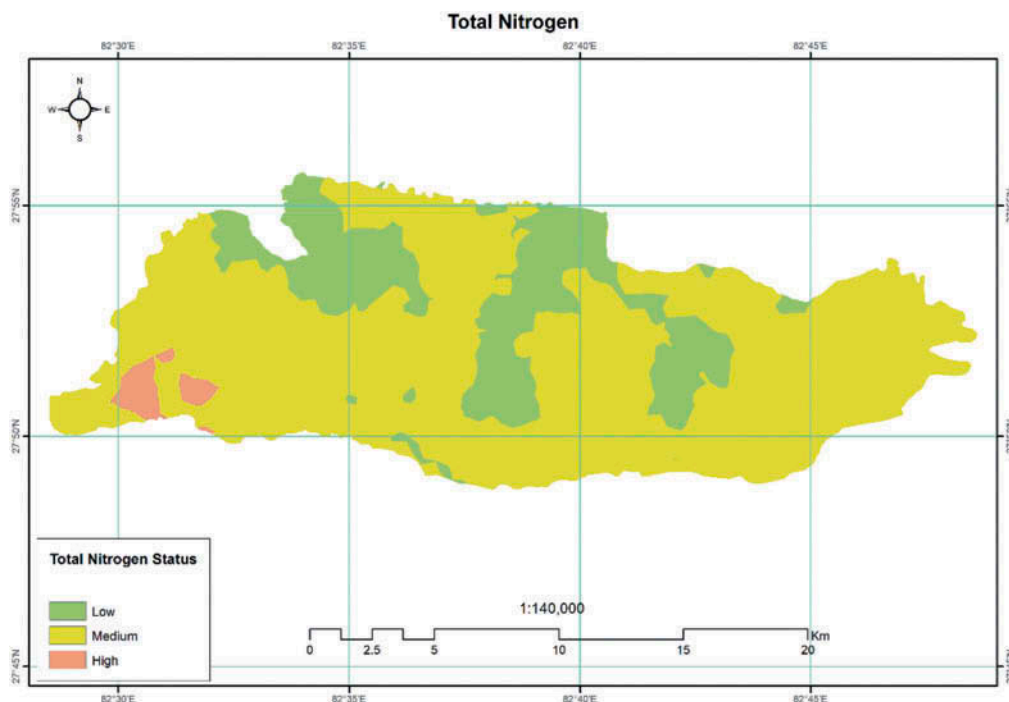 Total Nitrogen
82°30'E 82°35'E 82°40'E 82°45'E
N
W E
S
27°55'N
27°50'N
27°45'N
Total Nitrogen Status
Low
Medium
High
1:140,000
0 2.5 5 10 15 20 Km
82°30'E 82°35'E 82°40'E 82°45'E